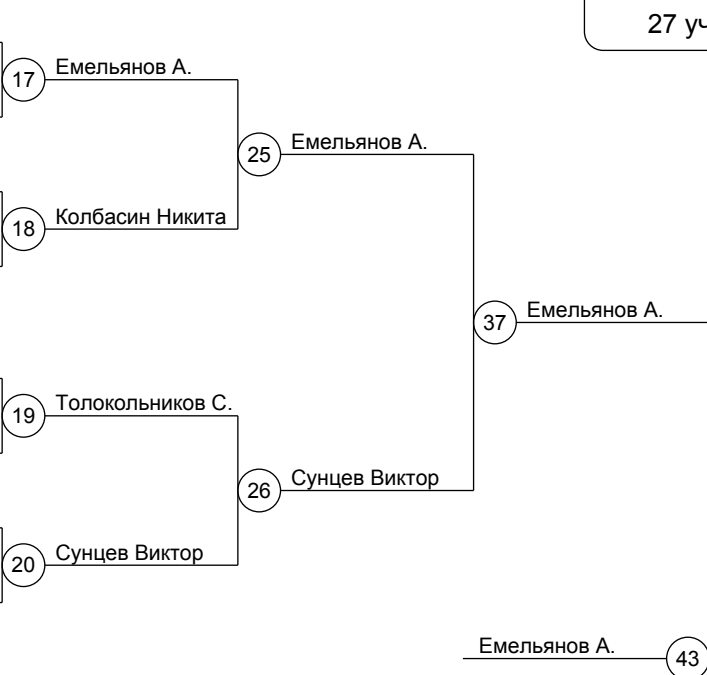 27 уч
17
Емельянов А.
25
Емельянов А.
18
Колбасин Никита
37
Емельянов А.
19
Толокольников С.
26
Сунцев Виктор
20
Сунцев Виктор
Емельянов А.
43